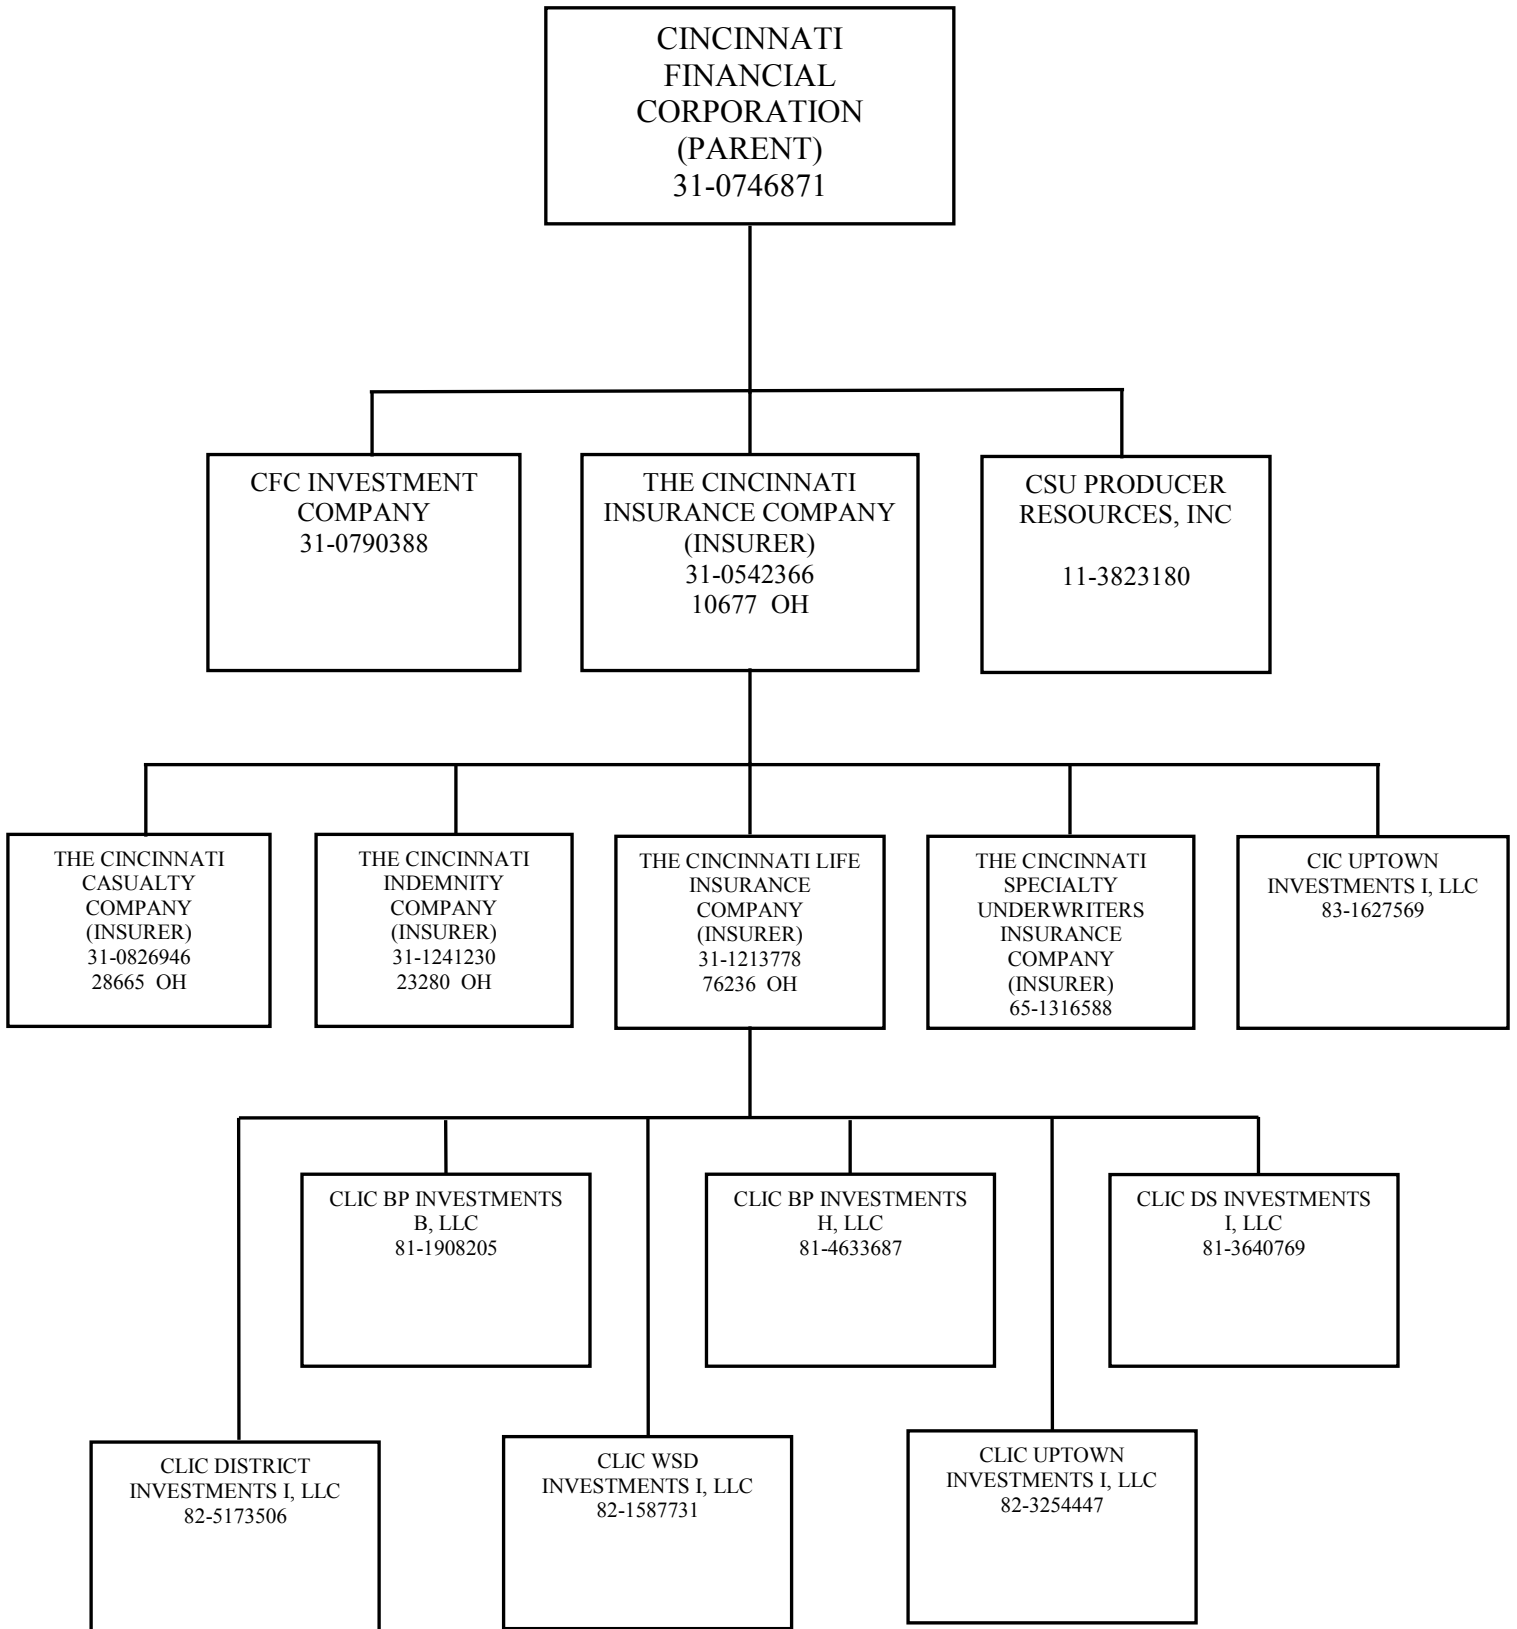 CINCINNATI
FINANCIAL
CORPORATION
(PARENT)
31-0746871
CFC INVESTMENT
COMPANY
31-0790388
THE CINCINNATI
INSURANCE COMPANY
(INSURER)
31-0542366
10677 OH
CSU PRODUCER
RESOURCES, INC
11-3823180
THE CINCINNATI
CASUALTY
COMPANY
(INSURER)
31-0826946
28665 OH
THE CINCINNATI
INDEMNITY
COMPANY
(INSURER)
31-1241230
23280 OH
THE CINCINNATI LIFE
INSURANCE
COMPANY
(INSURER)
31-1213778
76236 OH
THE CINCINNATI
SPECIALTY
UNDERWRITERS
INSURANCE
COMPANY
(INSURER)
65-1316588
CIC UPTOWN
INVESTMENTS I, LLC
83-1627569
CLIC BP INVESTMENTS
B, LLC
81-1908205
CLIC BP INVESTMENTS
H, LLC
81-4633687
CLIC DS INVESTMENTS
I, LLC
81-3640769
CLIC DISTRICT
INVESTMENTS I, LLC
82-5173506
CLIC WSD
INVESTMENTS I, LLC
82-1587731
CLIC UPTOWN
INVESTMENTS I, LLC
82-3254447